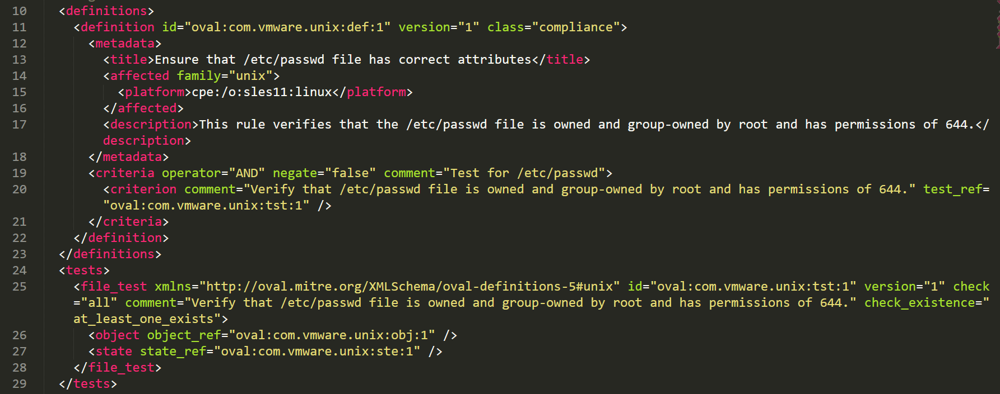 10 <definitions>
11 <definition id="oval:com.vmware.unix:def:1" version="1" class="compliance">
12 <metadata>
13 <title>Ensure that /etc/passwd file has correct attributes</title>
14 <affected family="unix">
15 <platform>cpe:/o:sles11:linux</platform>
16 </affected>
17 <description>This rule verifies that the /etc/passwd file is owned and group-owned by root and has permissions of 644.</
description>
18 </metadata>
19 <criteria operator="AND" negate="false" comment="Test for /etc/passwd">
20 <criterion comment="Verify that /etc/passwd file is owned and group-owned by root and has permissions of 644." test_ref=
"oval:com.vmware.unix:tst:1" />
21 </criteria>
22 </definition>
23 </definitions>
24 <tests>
25 <file_test xmlns="http://oval.mitre.org/XMLSchema/oval-definitions-5#unix" id="oval:com.vmware.unix:tst:1" version="1" check
="all" comment="Verify that /etc/passwd file is owned and group-owned by root and has permissions of 644." check_existence="
at_least_one_exists">
26 <object object_ref="oval:com.vmware.unix:obj:1" />
27 <state state_ref="oval:com.vmware.unix:ste:1" />
28 </file_test>
29 </tests>